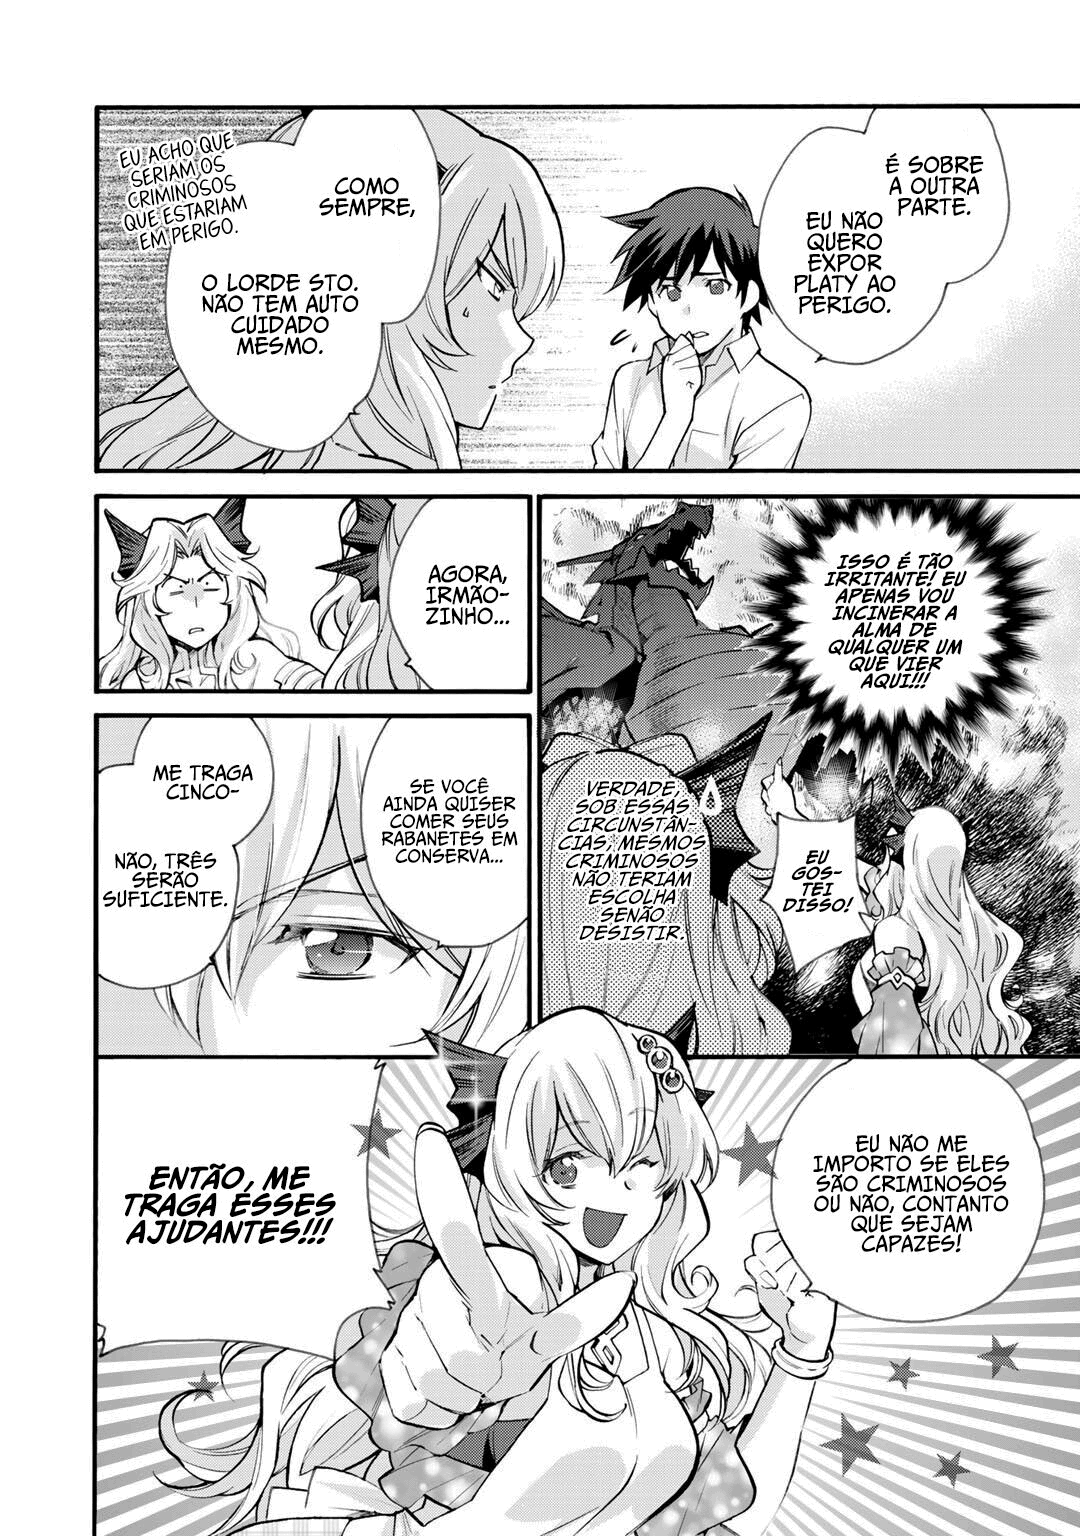 É SOBRE
A OUTRA
PARTE.
EU NÃO
QUERO
EXPOR
PLATY AO
PERIGO.
COMO
SEMPRE,
O LORDE STO.
NÃO TEM AUTO
CUIDADO
MESMO.
EU ACHO QUE
SERIAM OS
CRIMINOSOS
QUE ESTARIAM
EM PERIGO.
ISSO É TÃO
IRRITANTE! EU
APENAS VOU
INCINERAR A
ALMA DE
QUALQUER UM
QUE VIER
AQUI!!!
EU
GOS-
TEI
DISSO!
VERDADE,
SOB ESSAS
CIRCUNSTÂN-
CIAS, MESMOS
CRIMINOSOS
NÃO TERIAM
ESCOLHA
SENÃO
DESISTIR.
AGORA,
IRMÃO-
ZINHO...
SE VOCÊ
AINDA QUISER
COMER SEUS
RABANETES EM
CONSERVA...
ME TRAGA
CINCO-
NÃO, TRÊS
SERÃO
SUFICIENTE.
EU NÃO ME
IMPORTO SE ELES
SÃO CRIMINOSOS
OU NÃO, CONTANTO
QUE SEJAM
CAPAZES!
ENTÃO, ME
TRAGA ESSES
AJUDANTES!!!